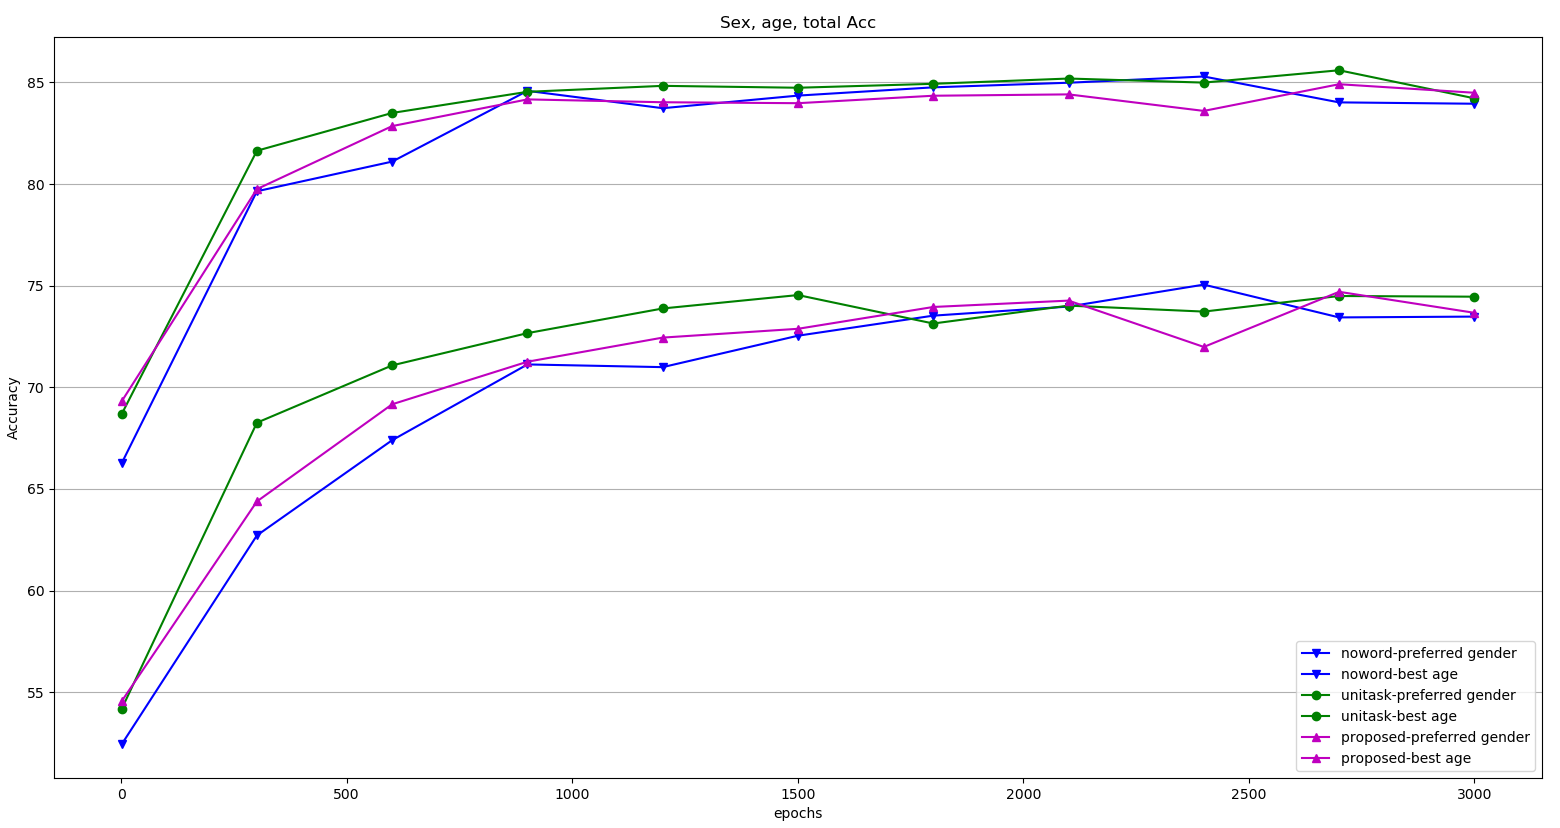 Sex, age, total Acc
Accuracy
85
80
75
70
65
60
55
noword-preferred gender
noword-best age
unitask-preferred gender
unitask-best age
proposed-preferred gender
proposed-best age
0 500 1000 1500 2000 2500 3000
epochs